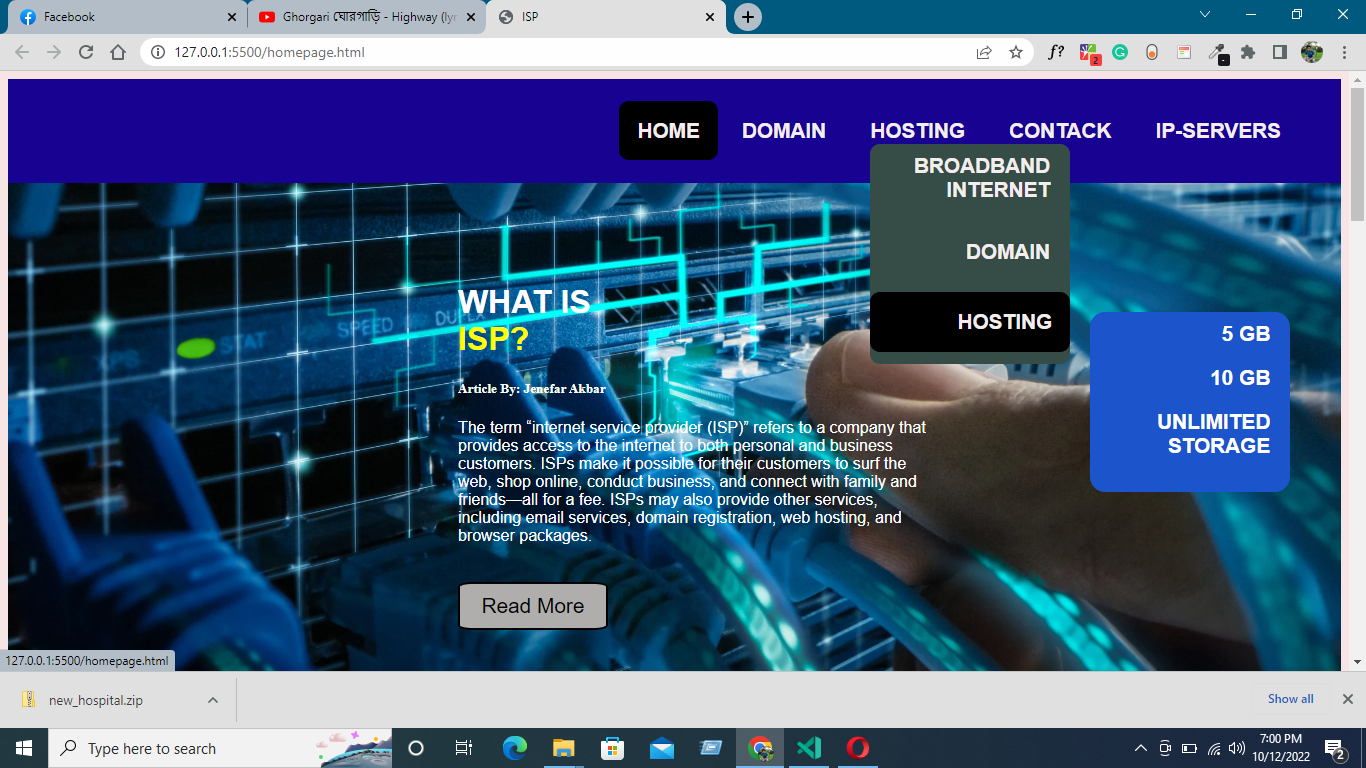 Facebook
Ghorgari ঘোরগাড়ি - Highway (lyr
ISP
127.0.0.1:5500/homepage.html
f?
2
HOME
DOMAIN
HOSTING
CONTACK
IP-SERVERS
BROADBAND
INTERNET
DOMAIN
HOSTING
5 GB
10 GB
UNLIMITED
STORAGE
STAT
SPEED
DUPLEX
WHAT IS
ISP?
Article By: Jenefar Akbar
The term “internet service provider (ISP)” refers to a company that
provides access to the internet to both personal and business
customers. ISPs make it possible for their customers to surf the
web, shop online, conduct business, and connect with family and
friends—all for a fee. ISPs may also provide other services,
including email services, domain registration, web hosting, and
browser packages.
Read More
127.0.0.1:5500/homepage.html
new_hospital.zip
Show all
Type here to search
7:00 PM
10/12/2022
2